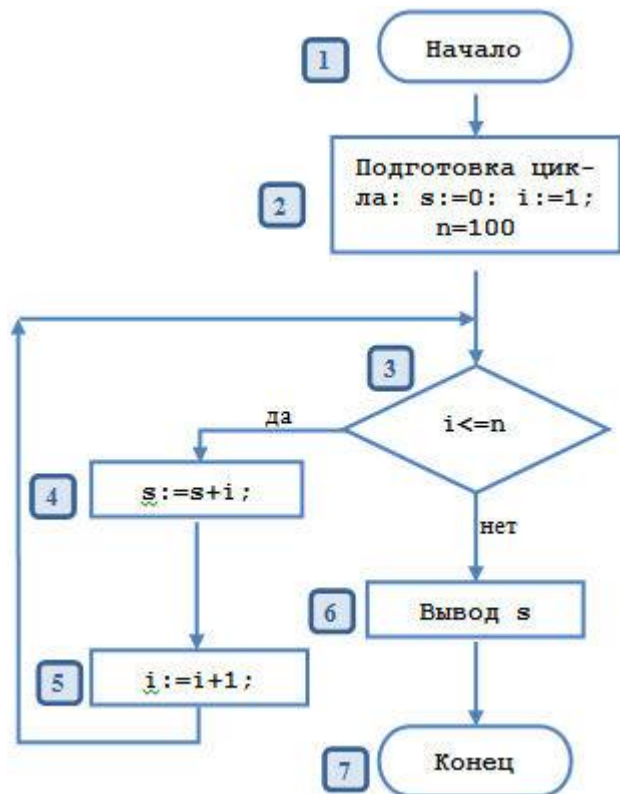 1
Начало
2
Подготовка цик-
ла: s:=0: i:=1;
n=100
3
i<=n
да
4
s:=s+i;
нет
5
i:=i+1;
6
Вывод s
7
Конец